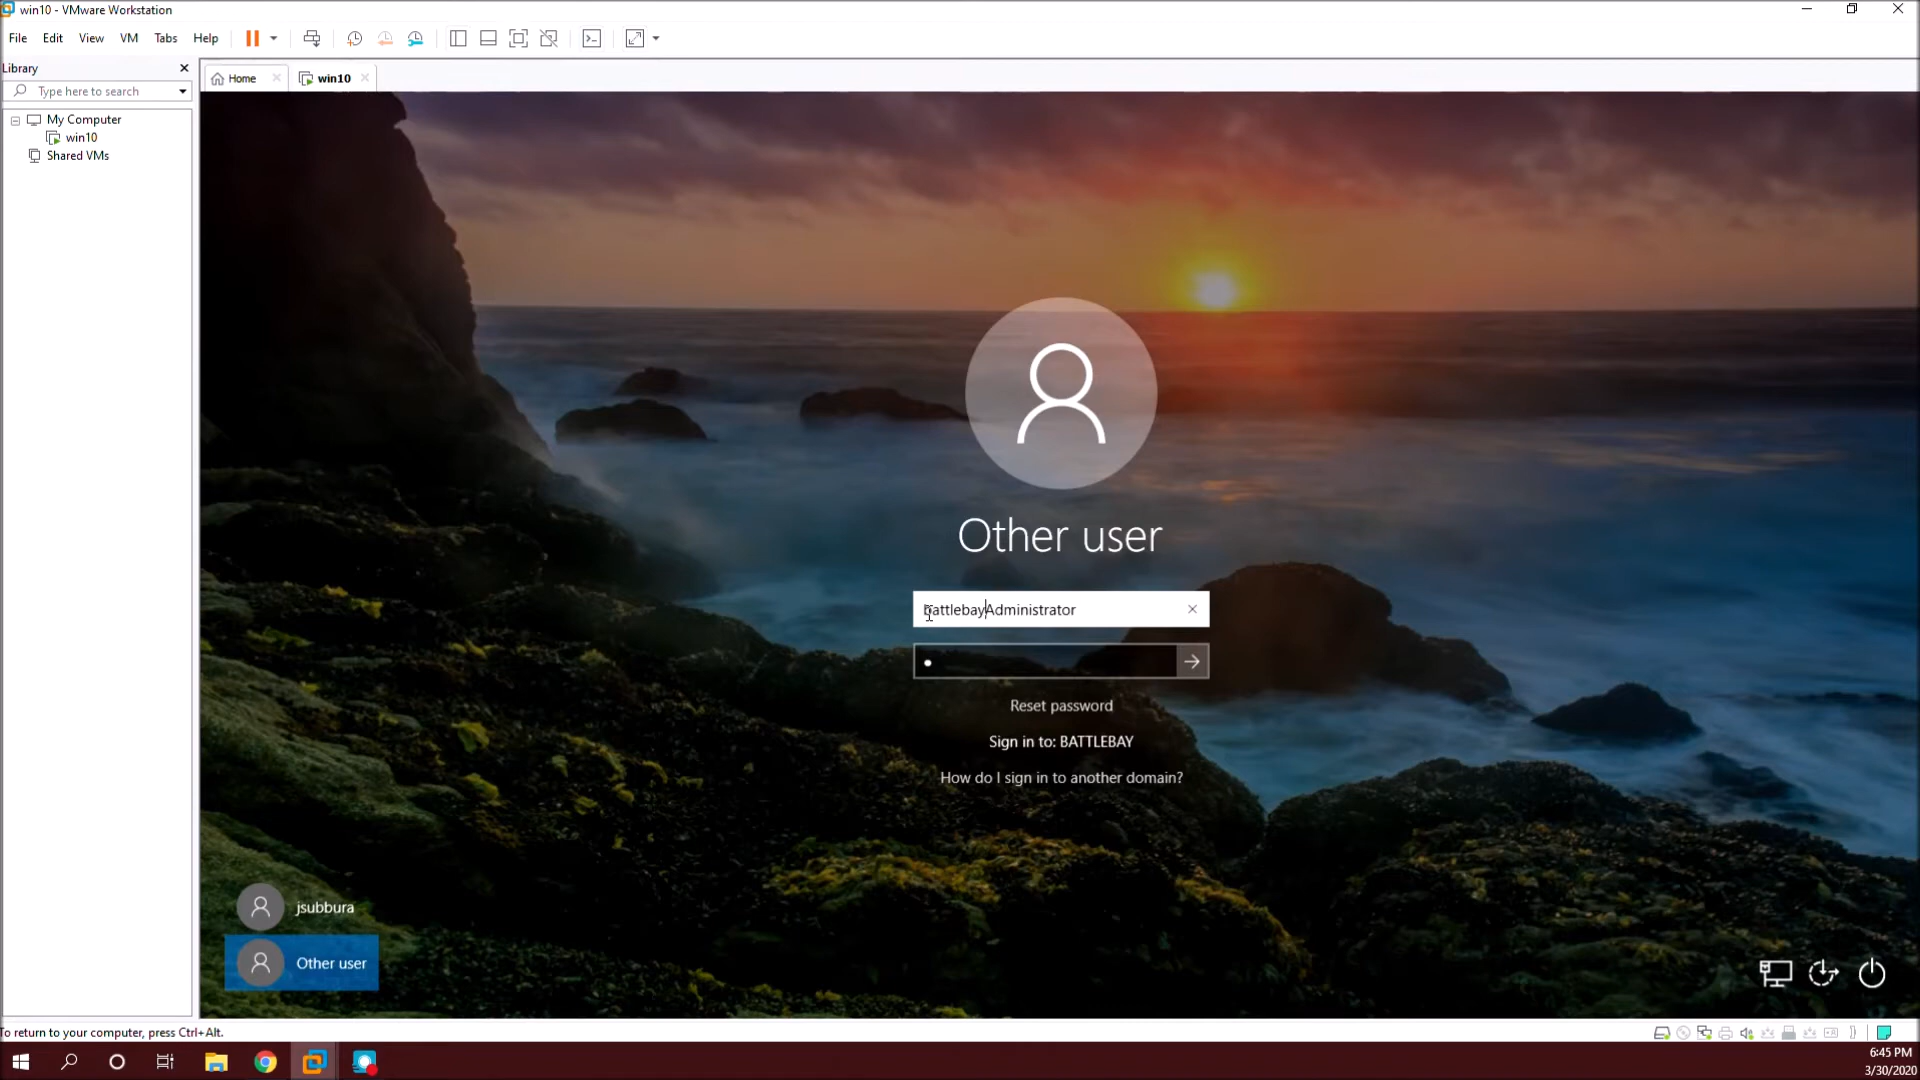 win10 - VMware Workstation
File Edit View VM Tabs Help
Library
Type here to search
My Computer
win10
Shared VMs
Home
win10
Other user
battlebayAdministrator
Reset password
Sign in to: BATTLEBAY
How do I sign in to another domain?
jsubbura
Other user
To return to your computer, press Ctrl+Alt.
6:45 PM
3/30/2020